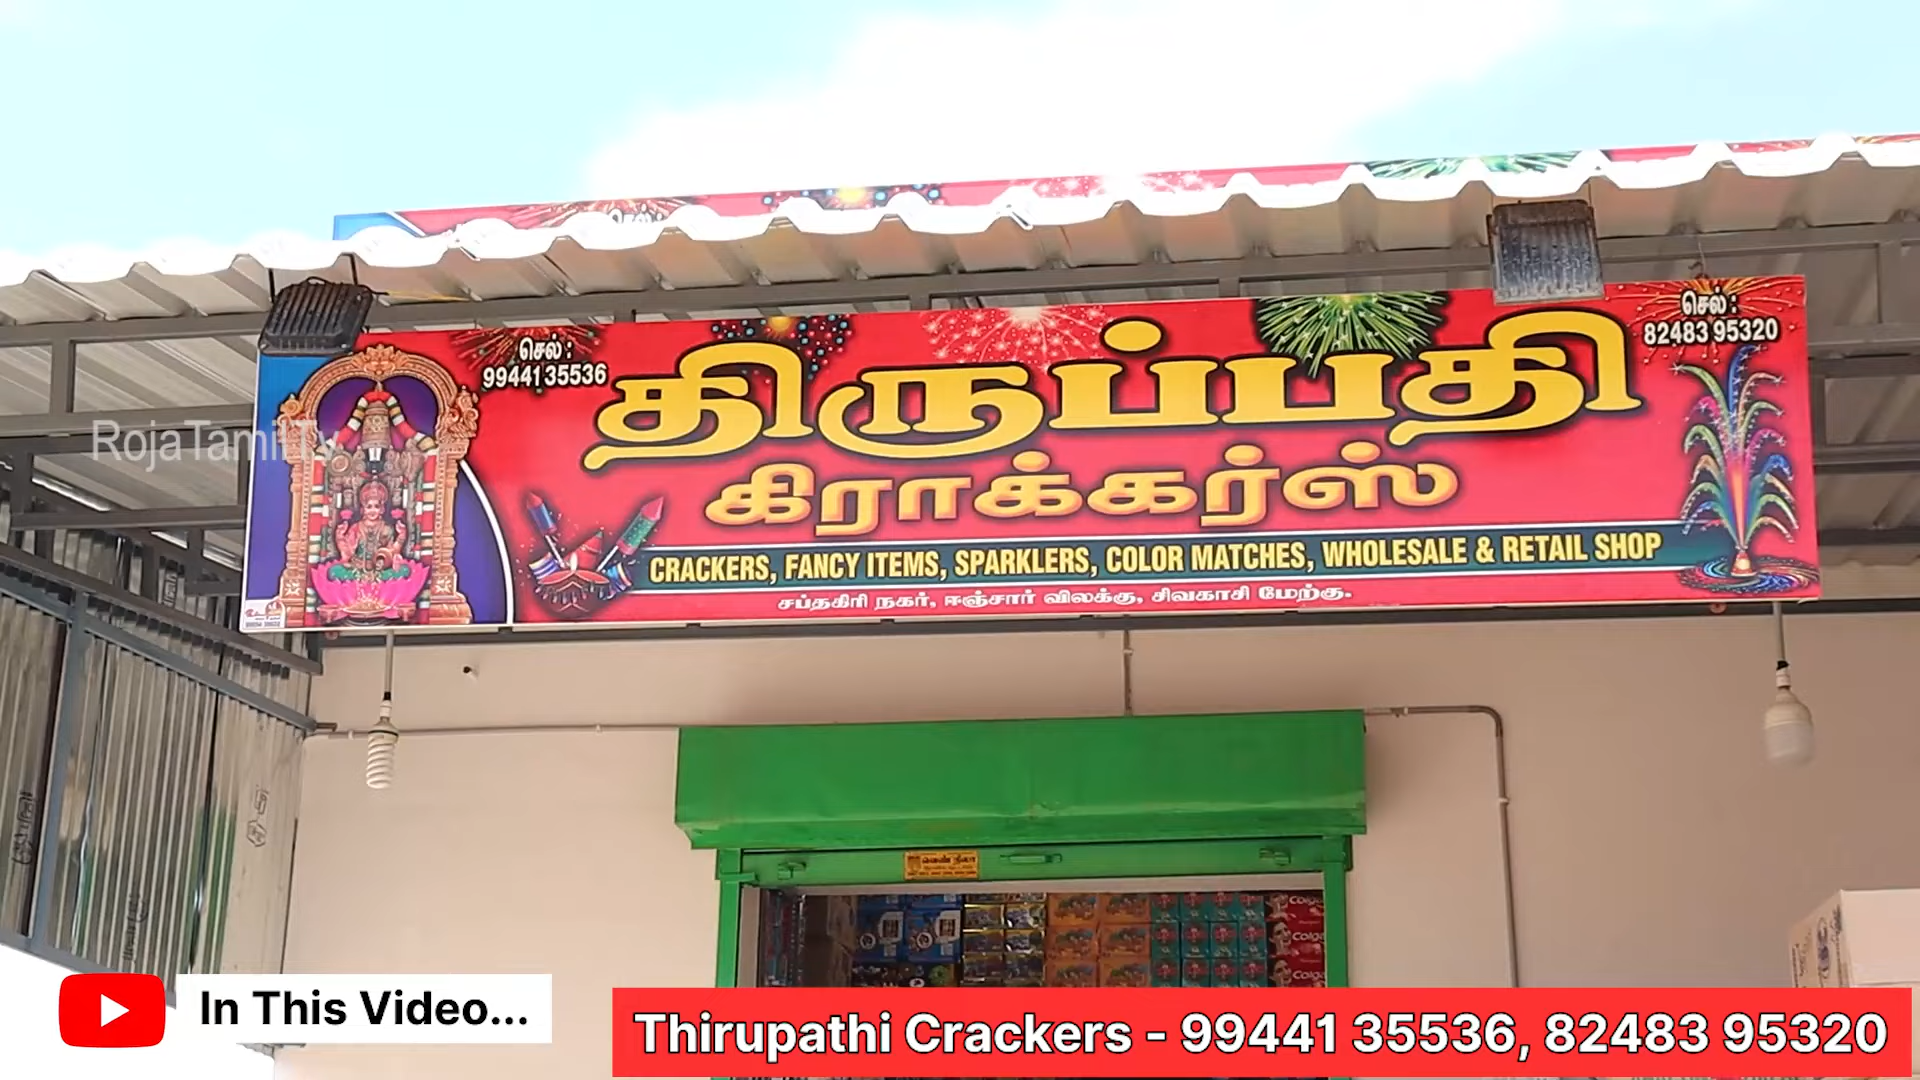 செல் :
99441 35536
செல் :
82483 95320
திருப்பதி
கிராக்கர்ஸ்
CRACKERS, FANCY ITEMS, SPARKLERS, COLOR MATCHES, WHOLESALE & RETAIL SHOP
சப்தகிரி நகர், ஈஞ்சார் விலக்கு, சிவகாசி மேற்கு.
RojaTamilTv
In This Video...
Thirupathi Crackers - 99441 35536, 82483 95320